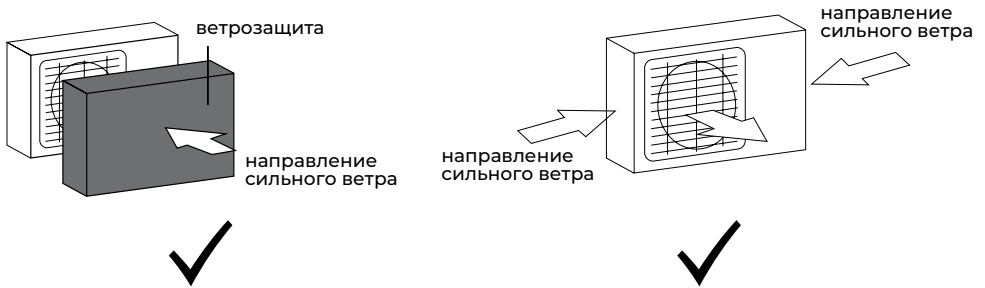 ветрозащита
направление
сильного ветра
направление
сильного ветра
направление
сильного ветра